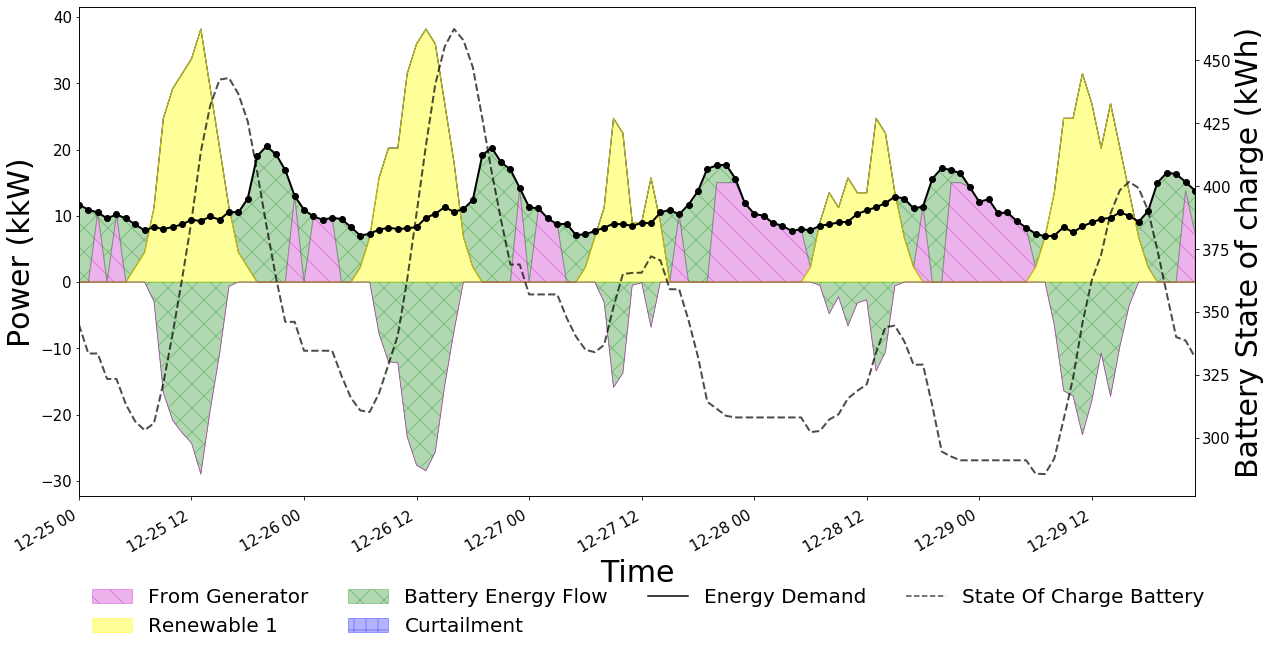 40
30
20
10
0
−10
−20
−30
Power (kkW)
450
425
400
375
350
325
300
Battery State of charge (kWh)
12-25 00
12-25 12
12-26 00
12-26 12
12-27 00
12-27 12
12-28 00
12-28 12
12-29 00
12-29 12
Time
From Generator
Battery Energy Flow
Energy Demand
State Of Charge Battery
Renewable 1
Curtailment